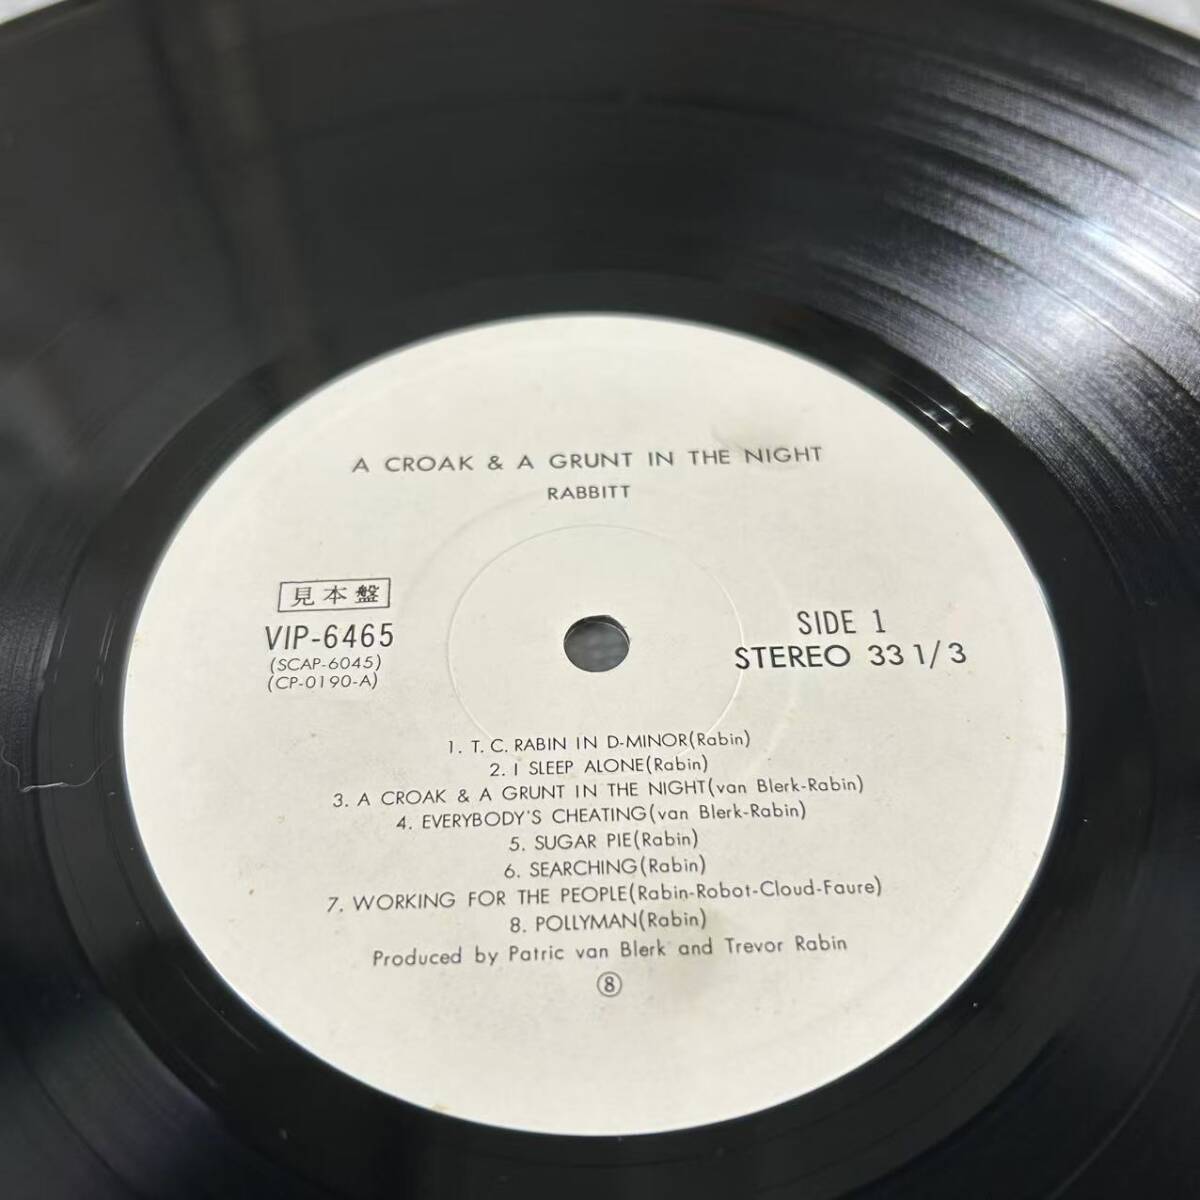 A CROAK & A GRUNT IN THE NIGHT
RABBITT
見本盤
VIP-6465
(SCAP-6045)
(CP-0190-A)
SIDE 1
STEREO 33 1/3
1. T. C. RABIN IN D-MINOR(Rabin)
2. I SLEEP ALONE(Rabin)
3. A CROAK & A GRUNT IN THE NIGHT(van Blerk-Rabin)
4. EVERYBODY'S CHEATING(van Blerk-Rabin)
5. SUGAR PIE(Rabin)
6. SEARCHING(Rabin)
7. WORKING FOR THE PEOPLE(Rabin-Robot-Cloud-Faure)
8. POLLYMAN(Rabin)
Produced by Patric van Blerk and Trevor Rabin
⑧